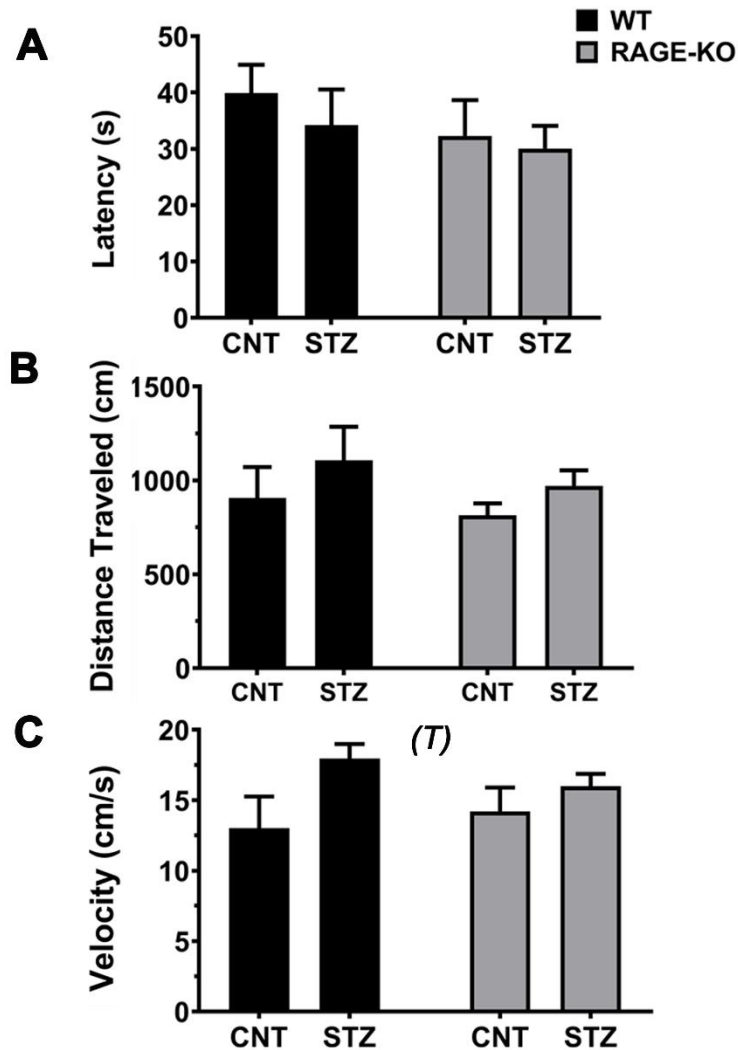 A
WT
RAGE-KO
Latency (s)
50
40
30
20
10
0
CNT STZ CNT STZ
B
Distance Traveled (cm)
1500
1000
500
0
CNT STZ CNT STZ
C
Velocity (cm/s)
20
15
10
5
0
(T)
CNT STZ CNT STZ